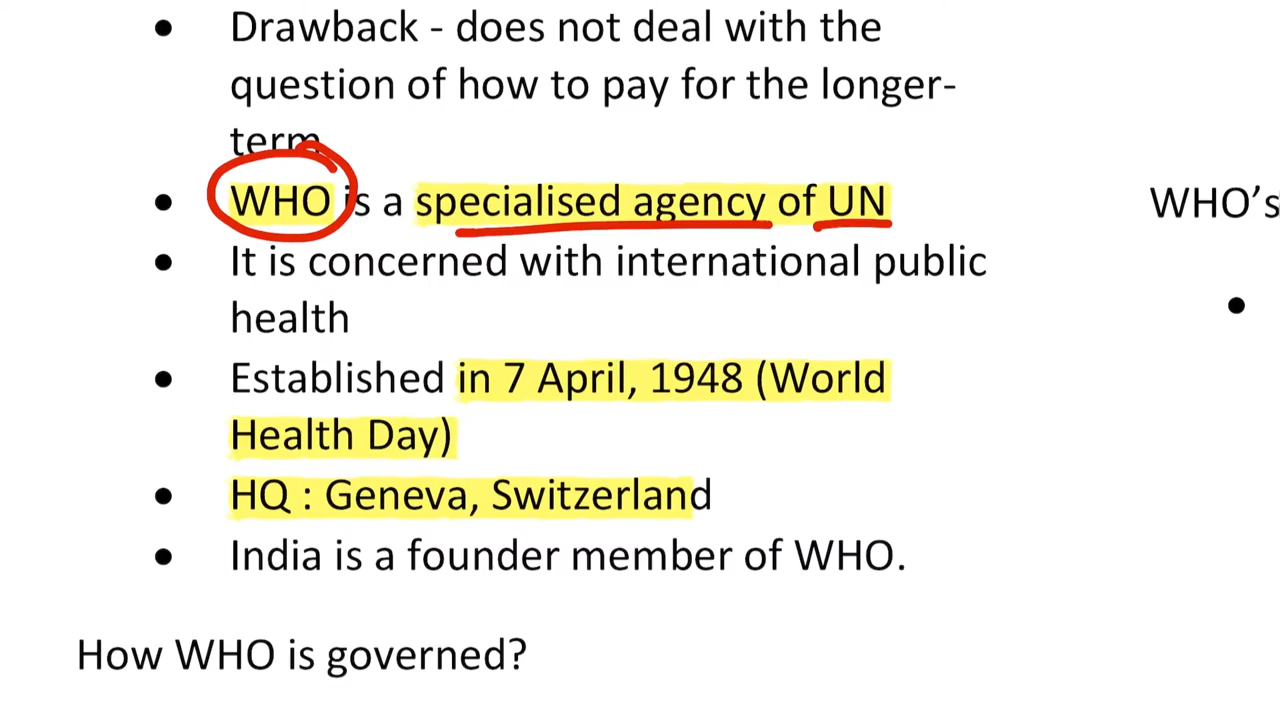 • Drawback - does not deal with the
question of how to pay for the longer-
term
• WHO is a specialised agency of UN
• It is concerned with international public
health
• Established in 7 April, 1948 (World
Health Day)
• HQ : Geneva, Switzerland
• India is a founder member of WHO.
How WHO is governed?
WHO's
•